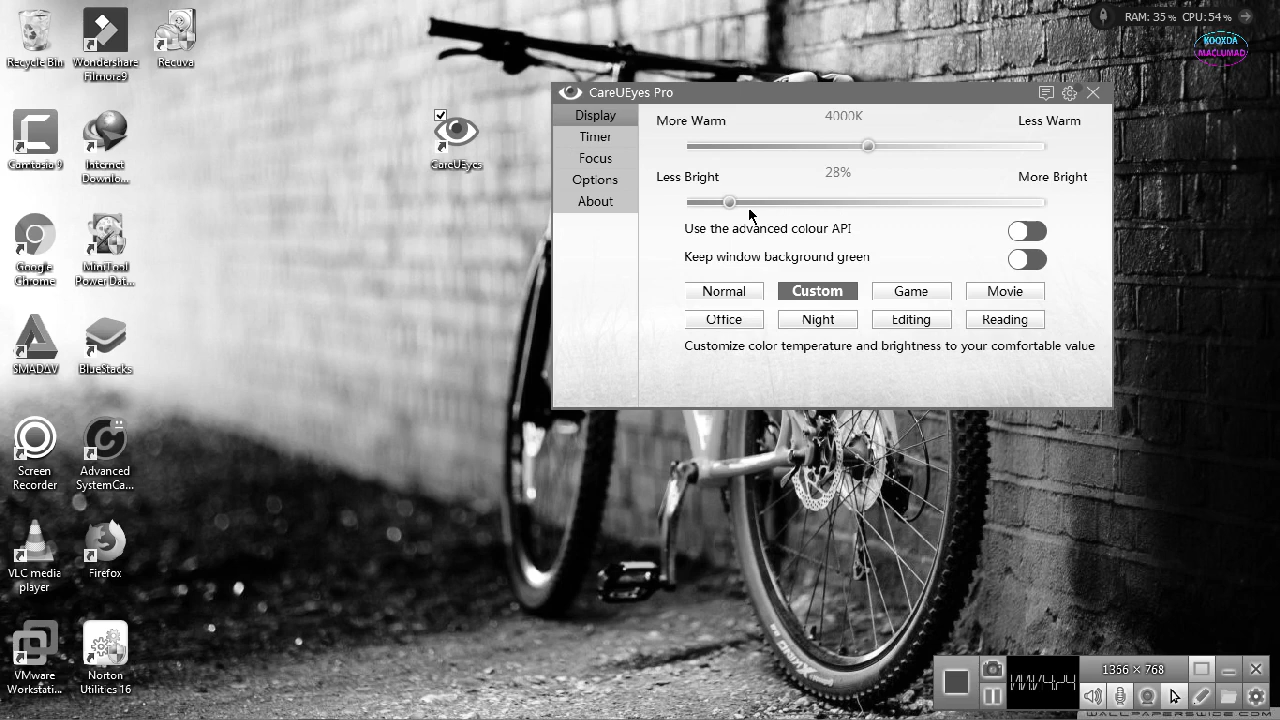 Recycle Bin
Wondershare Filmora9
Recuva
RAM: 35% CPU:54%
KOOXDA
MACLUMAD
Camtasia 9
Internet Downlo...
CareUEyes
Google Chrome
MiniTool Power Dat...
SMADAV
BlueStacks
Screen Recorder
Advanced SystemCa...
VLC media player
Firefox
VMware Workstati...
Norton Utilities 16
CareUEyes Pro
Display
Timer
Focus
Options
About
More Warm
4000K
Less Warm
Less Bright
28%
More Bright
Use the advanced colour API
Keep window background green
Normal
Custom
Game
Movie
Office
Night
Editing
Reading
Customize color temperature and brightness to your comfortable value
1356 × 768
WALLPAPERSWIDE.COM